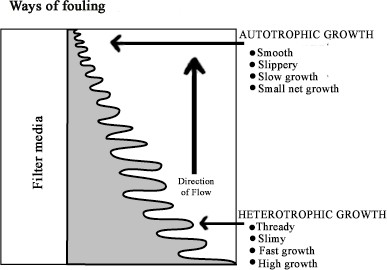 Ways of fouling
AUTOTROPHIC GROWTH
● Smooth
● Slippery
● Slow growth
● Small net growth
Filter media
Direction
of Flow
HETEROTROPHIC GROWTH
● Thready
● Slimy
● Fast growth
● High growth